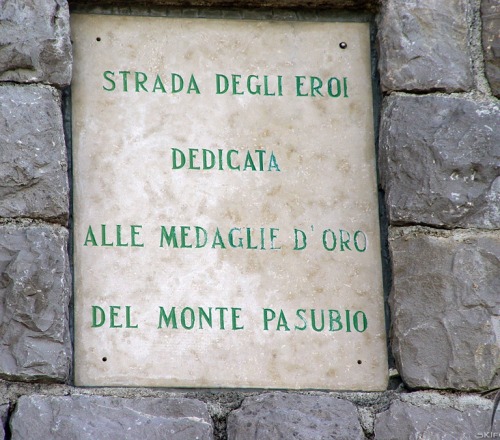 STRADA DEGLI EROI
DEDICATA
ALLE MEDAGLIE D'ORO
DEL MONTE PASUBIO